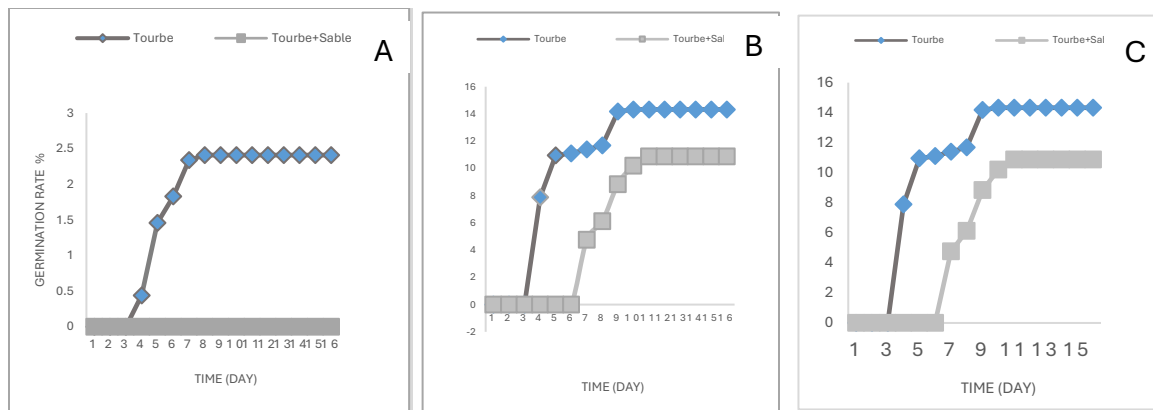 Tourbe Tourbe+Sable A
3
2.5
2
1.5
1
0.5
0
GERMINATION RATE %
1 2 3 4 5 6 7 8 9 1 01 11 21 31 41 51 6
TIME (DAY)
Tourbe Tourbe+Sal B
16
14
12
10
8
6
4
2
0
-2
1 2 3 4 5 6 7 8 9 1 01 11 21 31 41 51 6
TIME (DAY)
Tourbe Tourbe+Sal C
16
14
12
10
8
6
4
2
0
1 3 5 7 9 11 13 15
TIME (DAY)